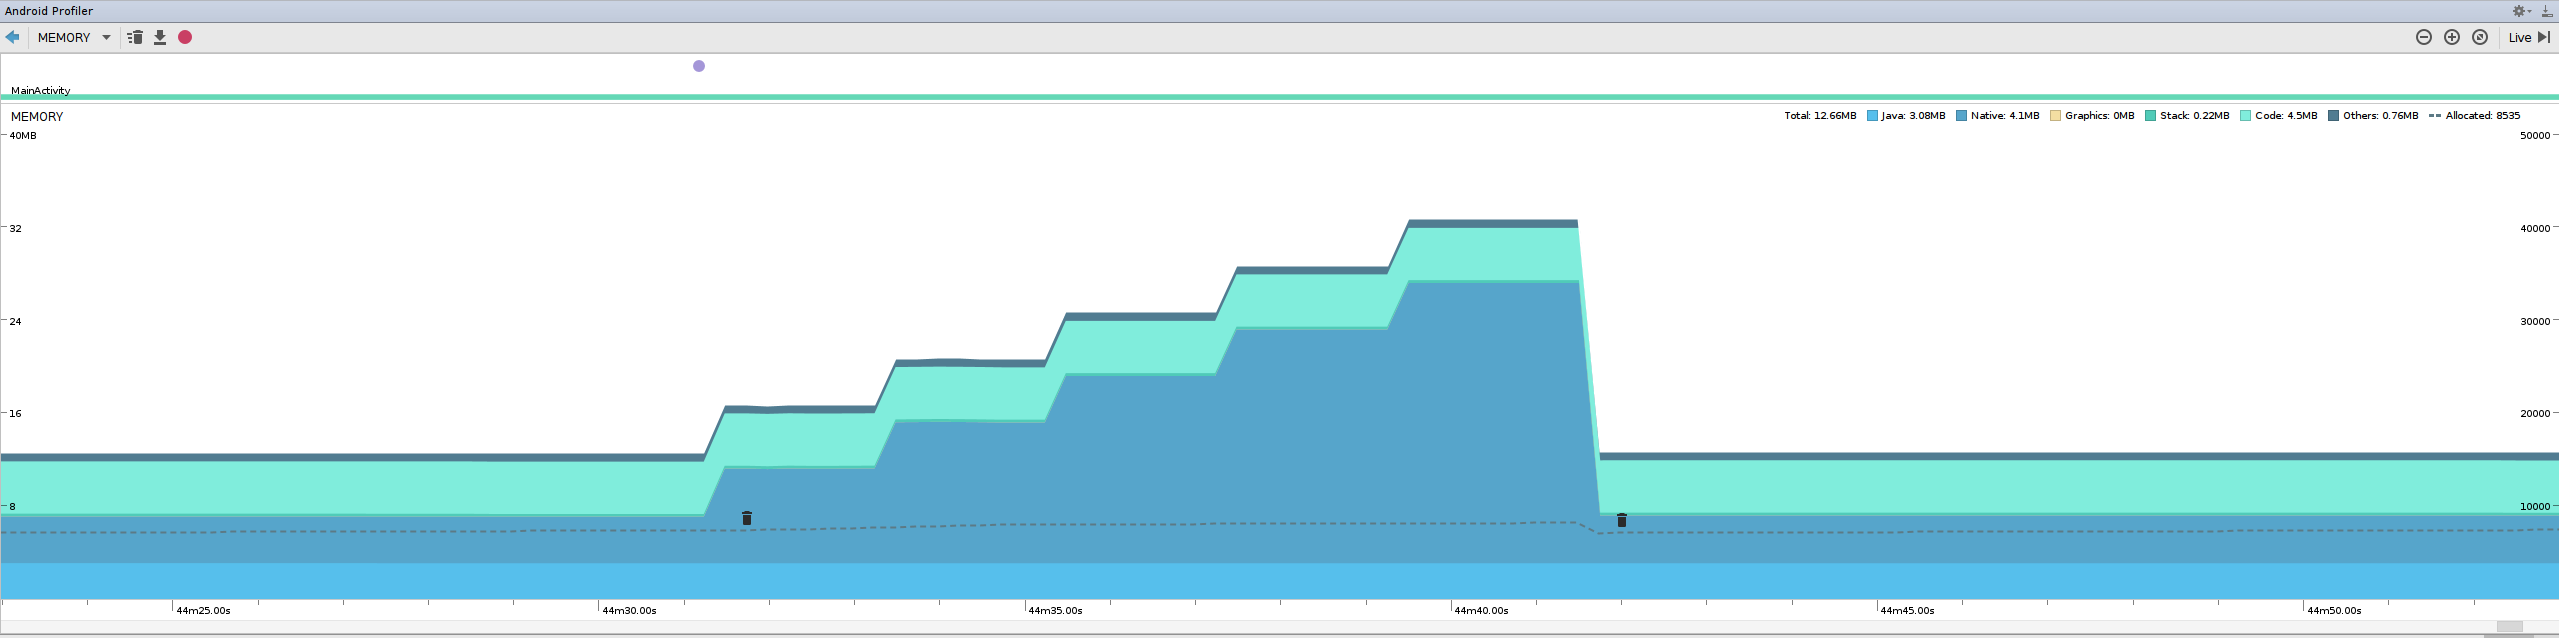 Android Profiler
MEMORY
Live
MainActivity
MEMORY
Total: 12.66MB Java: 3.08MB Native: 4.1MB Graphics: 0MB Stack: 0.22MB Code: 4.5MB Others: 0.76MB Allocated: 8535
40MB 50000
32 40000
24 30000
16 20000
8 10000
44m25.00s 44m30.00s 44m35.00s 44m40.00s 44m45.00s 44m50.00s